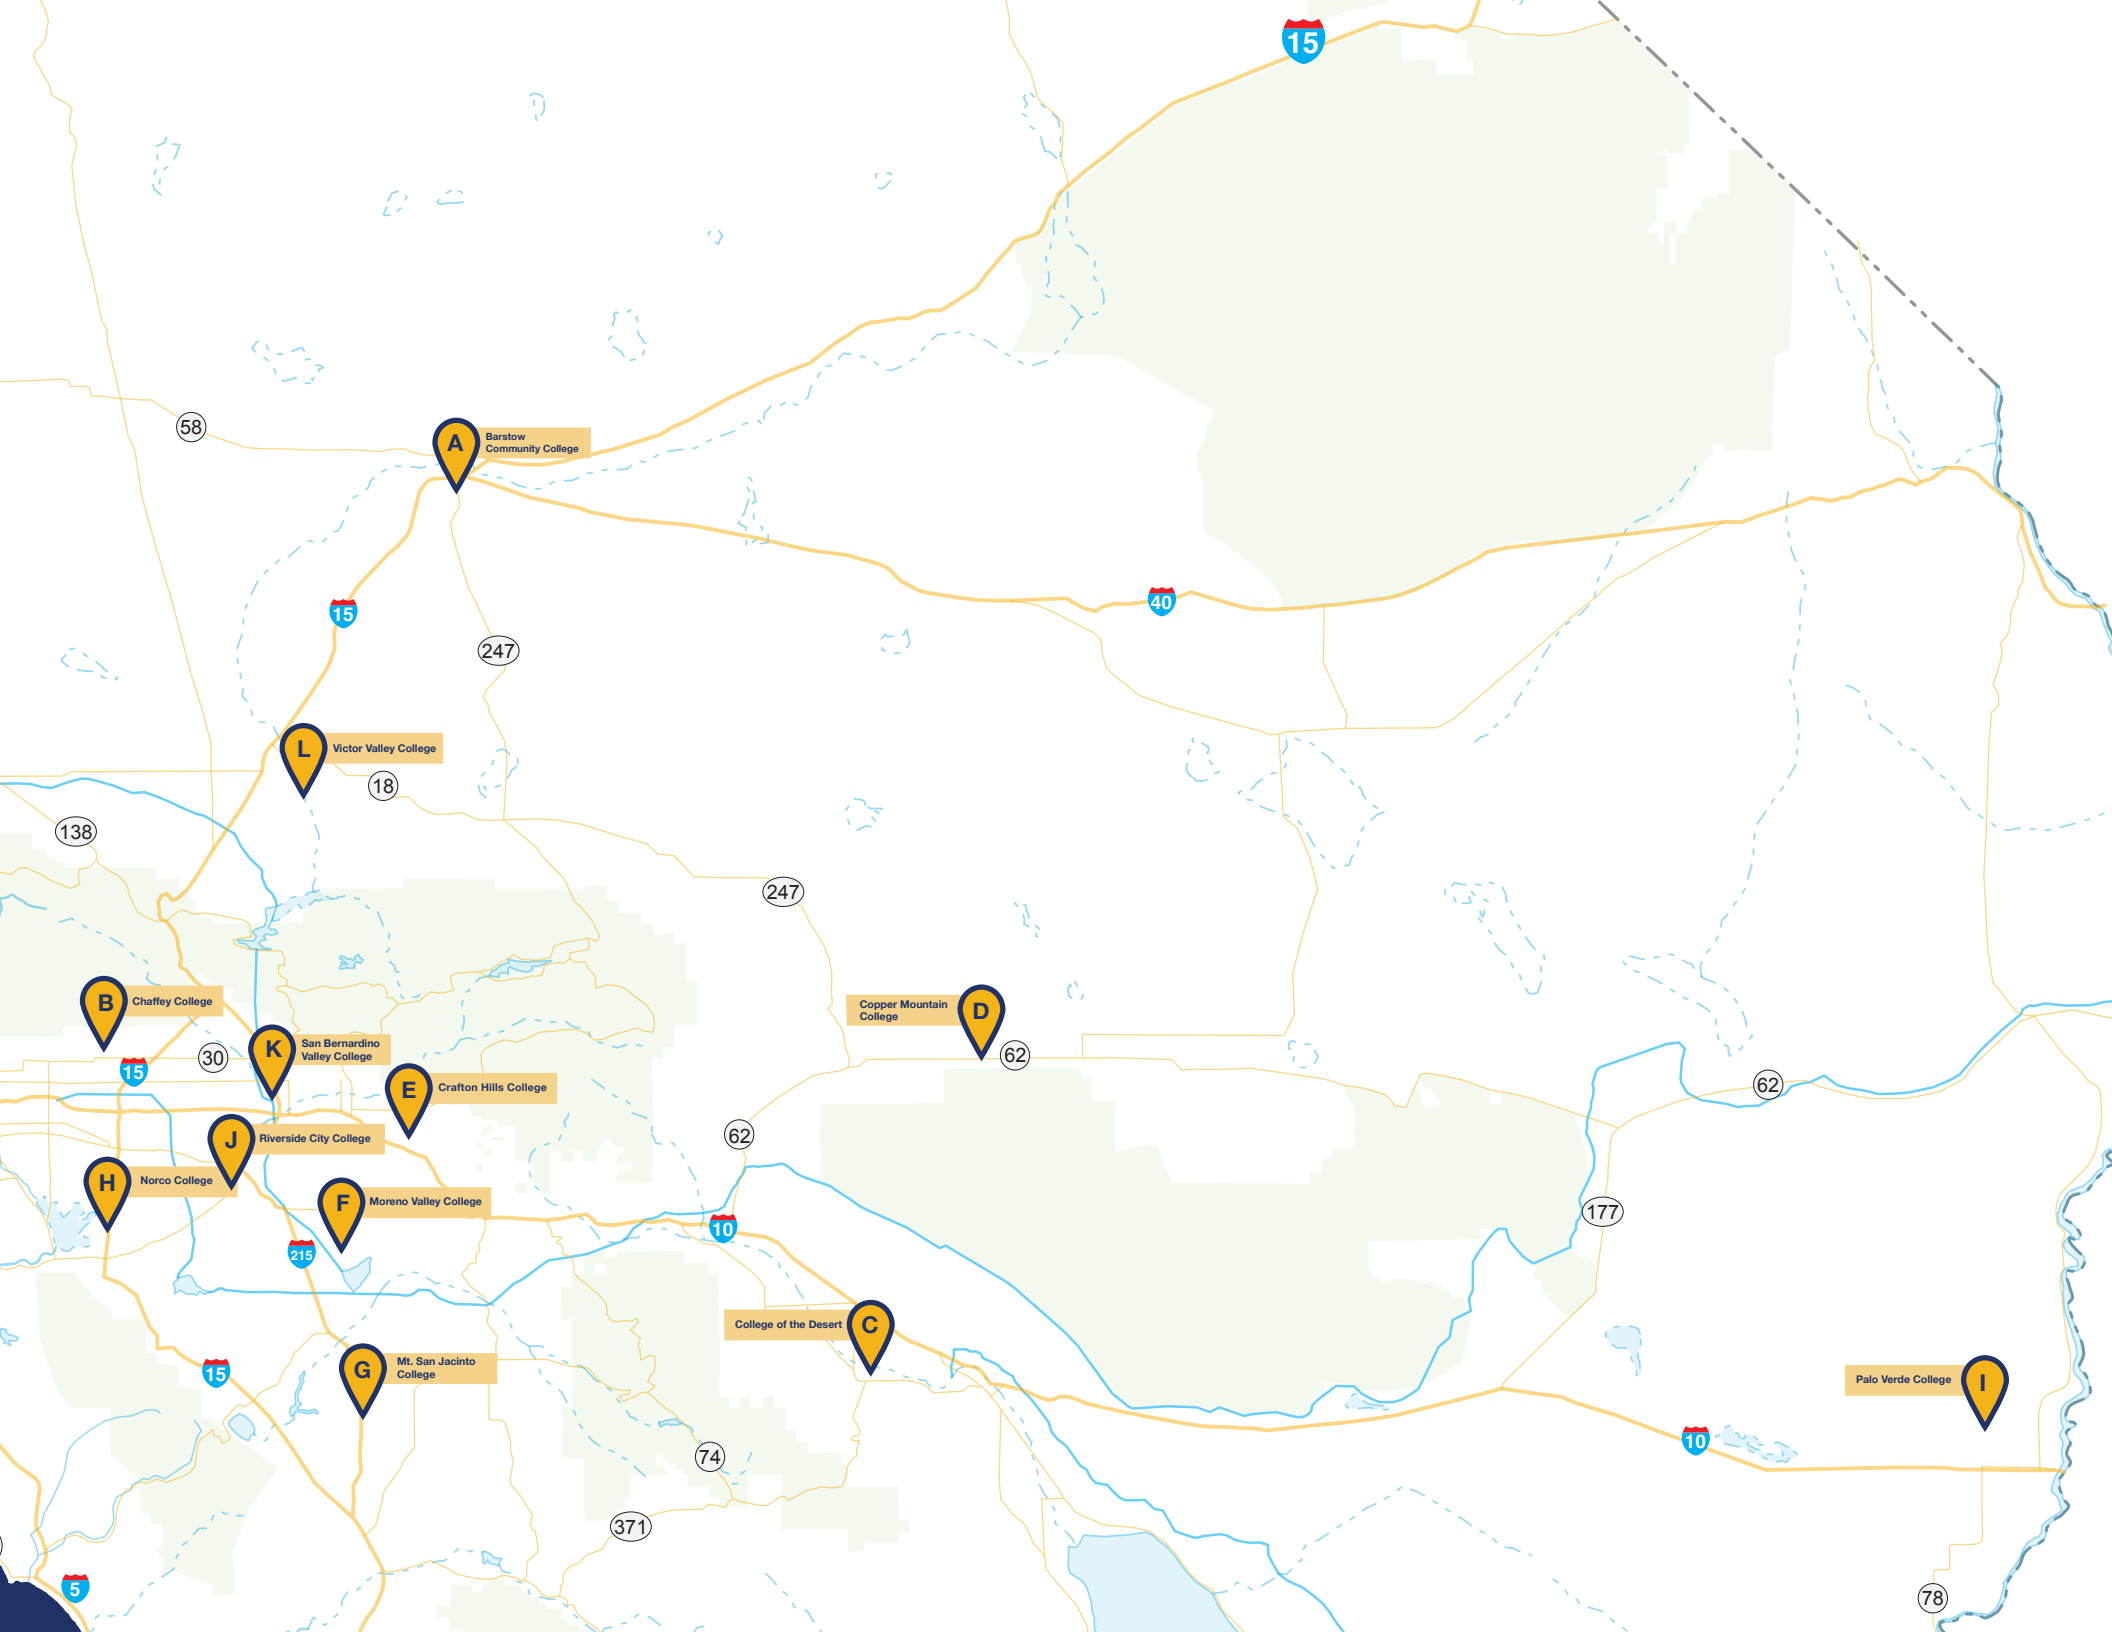 15
58
A
Barstow
Community College
15
40
247
L
Victor Valley College
18
138
247
B
Chaffey College
D
Copper Mountain
College
62
30
15
K
San Bernardino
Valley College
E
Crafton Hills College
62
62
J
Riverside City College
H
Norco College
F
Moreno Valley College
177
10
215
C
College of the Desert
15
G
Mt. San Jacinto
College
I
Palo Verde College
10
74
371
5
78